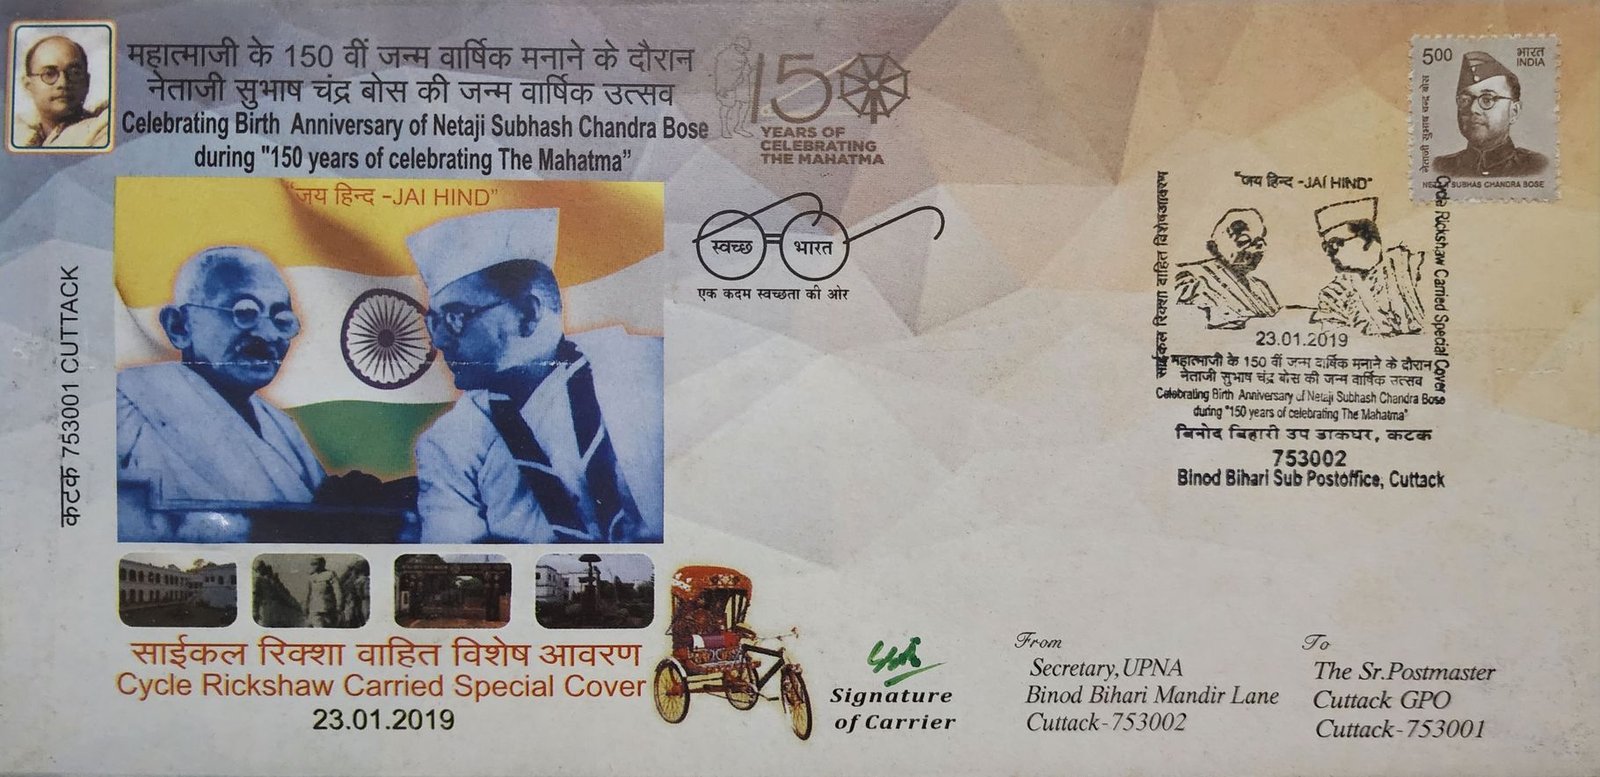 महात्माजी के 150 वीं जन्म वार्षिक मनाने के दौरान
नेताजी सुभाष चंद्र बोस की जन्म वार्षिक उत्सव
Celebrating Birth Anniversary of Netaji Subhash Chandra Bose
during "150 years of celebrating The Mahatma"
150
YEARS OF
CELEBRATING
THE MAHATMA
5.00
भारत
INDIA
नेताजी सुभाष चन्द्र बोस
SUBHAS CHANDRA BOSE
"जय हिन्द -JAI HIND"
स्वच्छ भारत
एक कदम स्वच्छता की ओर
कटक 753001 CUTTACK
"जय हिन्द -JAI HIND"
साईकल रिक्शा वाहित विशेष आवरण
Cycle Rickshaw Carried Special Cover
23.01.2019
महात्माजी के 150 वीं जन्म वार्षिक मनाने के दौरान
नेताजी सुभाष चंद्र बोस की जन्म वार्षिक उत्सव
Celebrating Birth Anniversary of Netaji Subhash Chandra Bose
during "150 years of celebrating The Mahatma"
बिनोद बिहारी उप डाकघर, कटक
753002
Binod Bihari Sub Postoffice, Cuttack
साईकल रिक्शा वाहित विशेष आवरण
Cycle Rickshaw Carried Special Cover
23.01.2019
Signature
of Carrier
From
Secretary,UPNA
Binod Bihari Mandir Lane
Cuttack-753002
To
The Sr.Postmaster
Cuttack GPO
Cuttack-753001